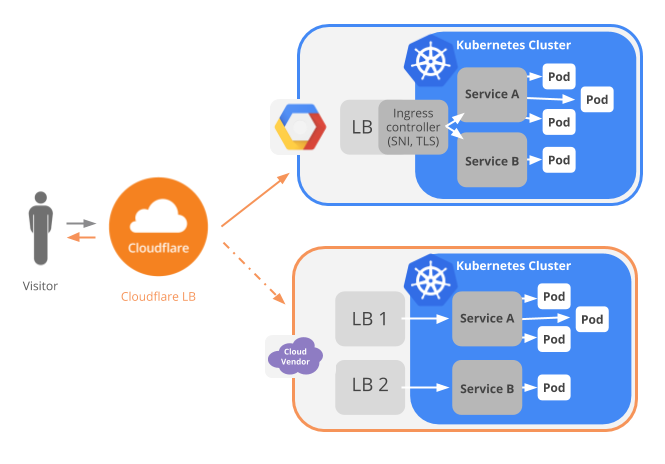 Visitor
Cloudflare
Cloudflare LB
Kubernetes Cluster
LB
Ingress
controller
(SNI, TLS)
Service A
Service B
Pod
Pod
Pod
Pod
Kubernetes Cluster
Cloud
Vendor
LB 1
LB 2
Service A
Service B
Pod
Pod
Pod
Pod